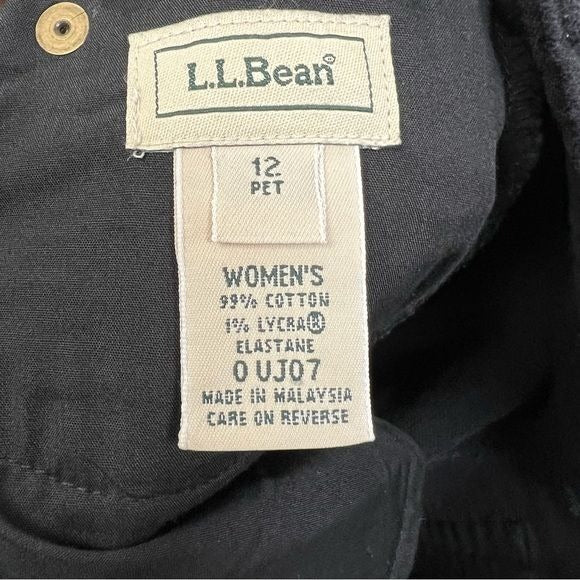 L.L.Bean®
12
PET
WOMEN'S
99% COTTON
1% LYCRA®
ELASTANE
0 UJ07
MADE IN MALAYSIA
CARE ON REVERSE